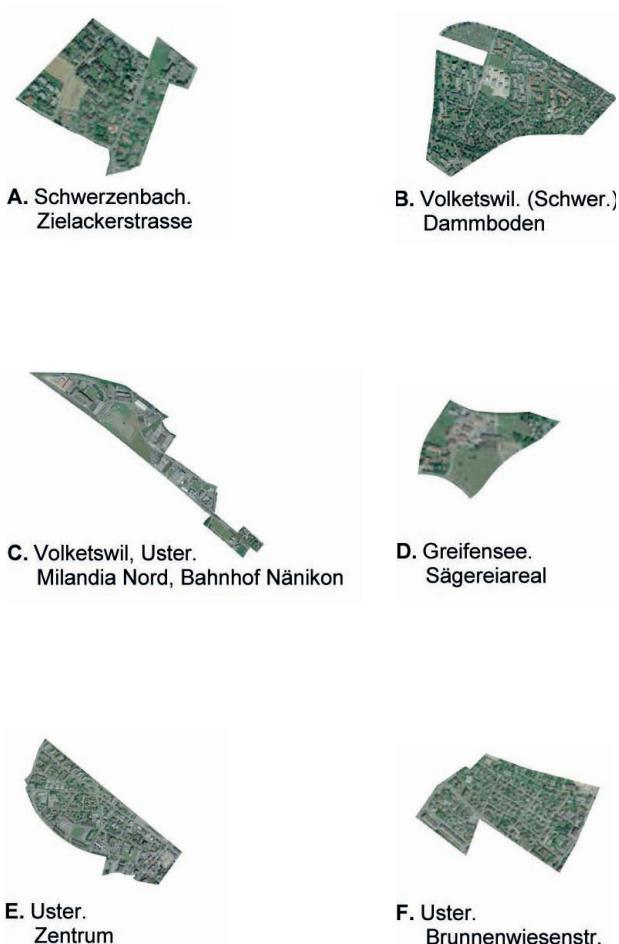 A. Schwerzenbach.
Zielackerstrasse
B. Volketswil. (Schwer.)
Dammboden
C. Volketswil, Uster.
Milandia Nord, Bahnhof Nänikon
D. Greifensee.
Sägereiareal
E. Uster.
Zentrum
F. Uster.
Brunnenwiesenstr.